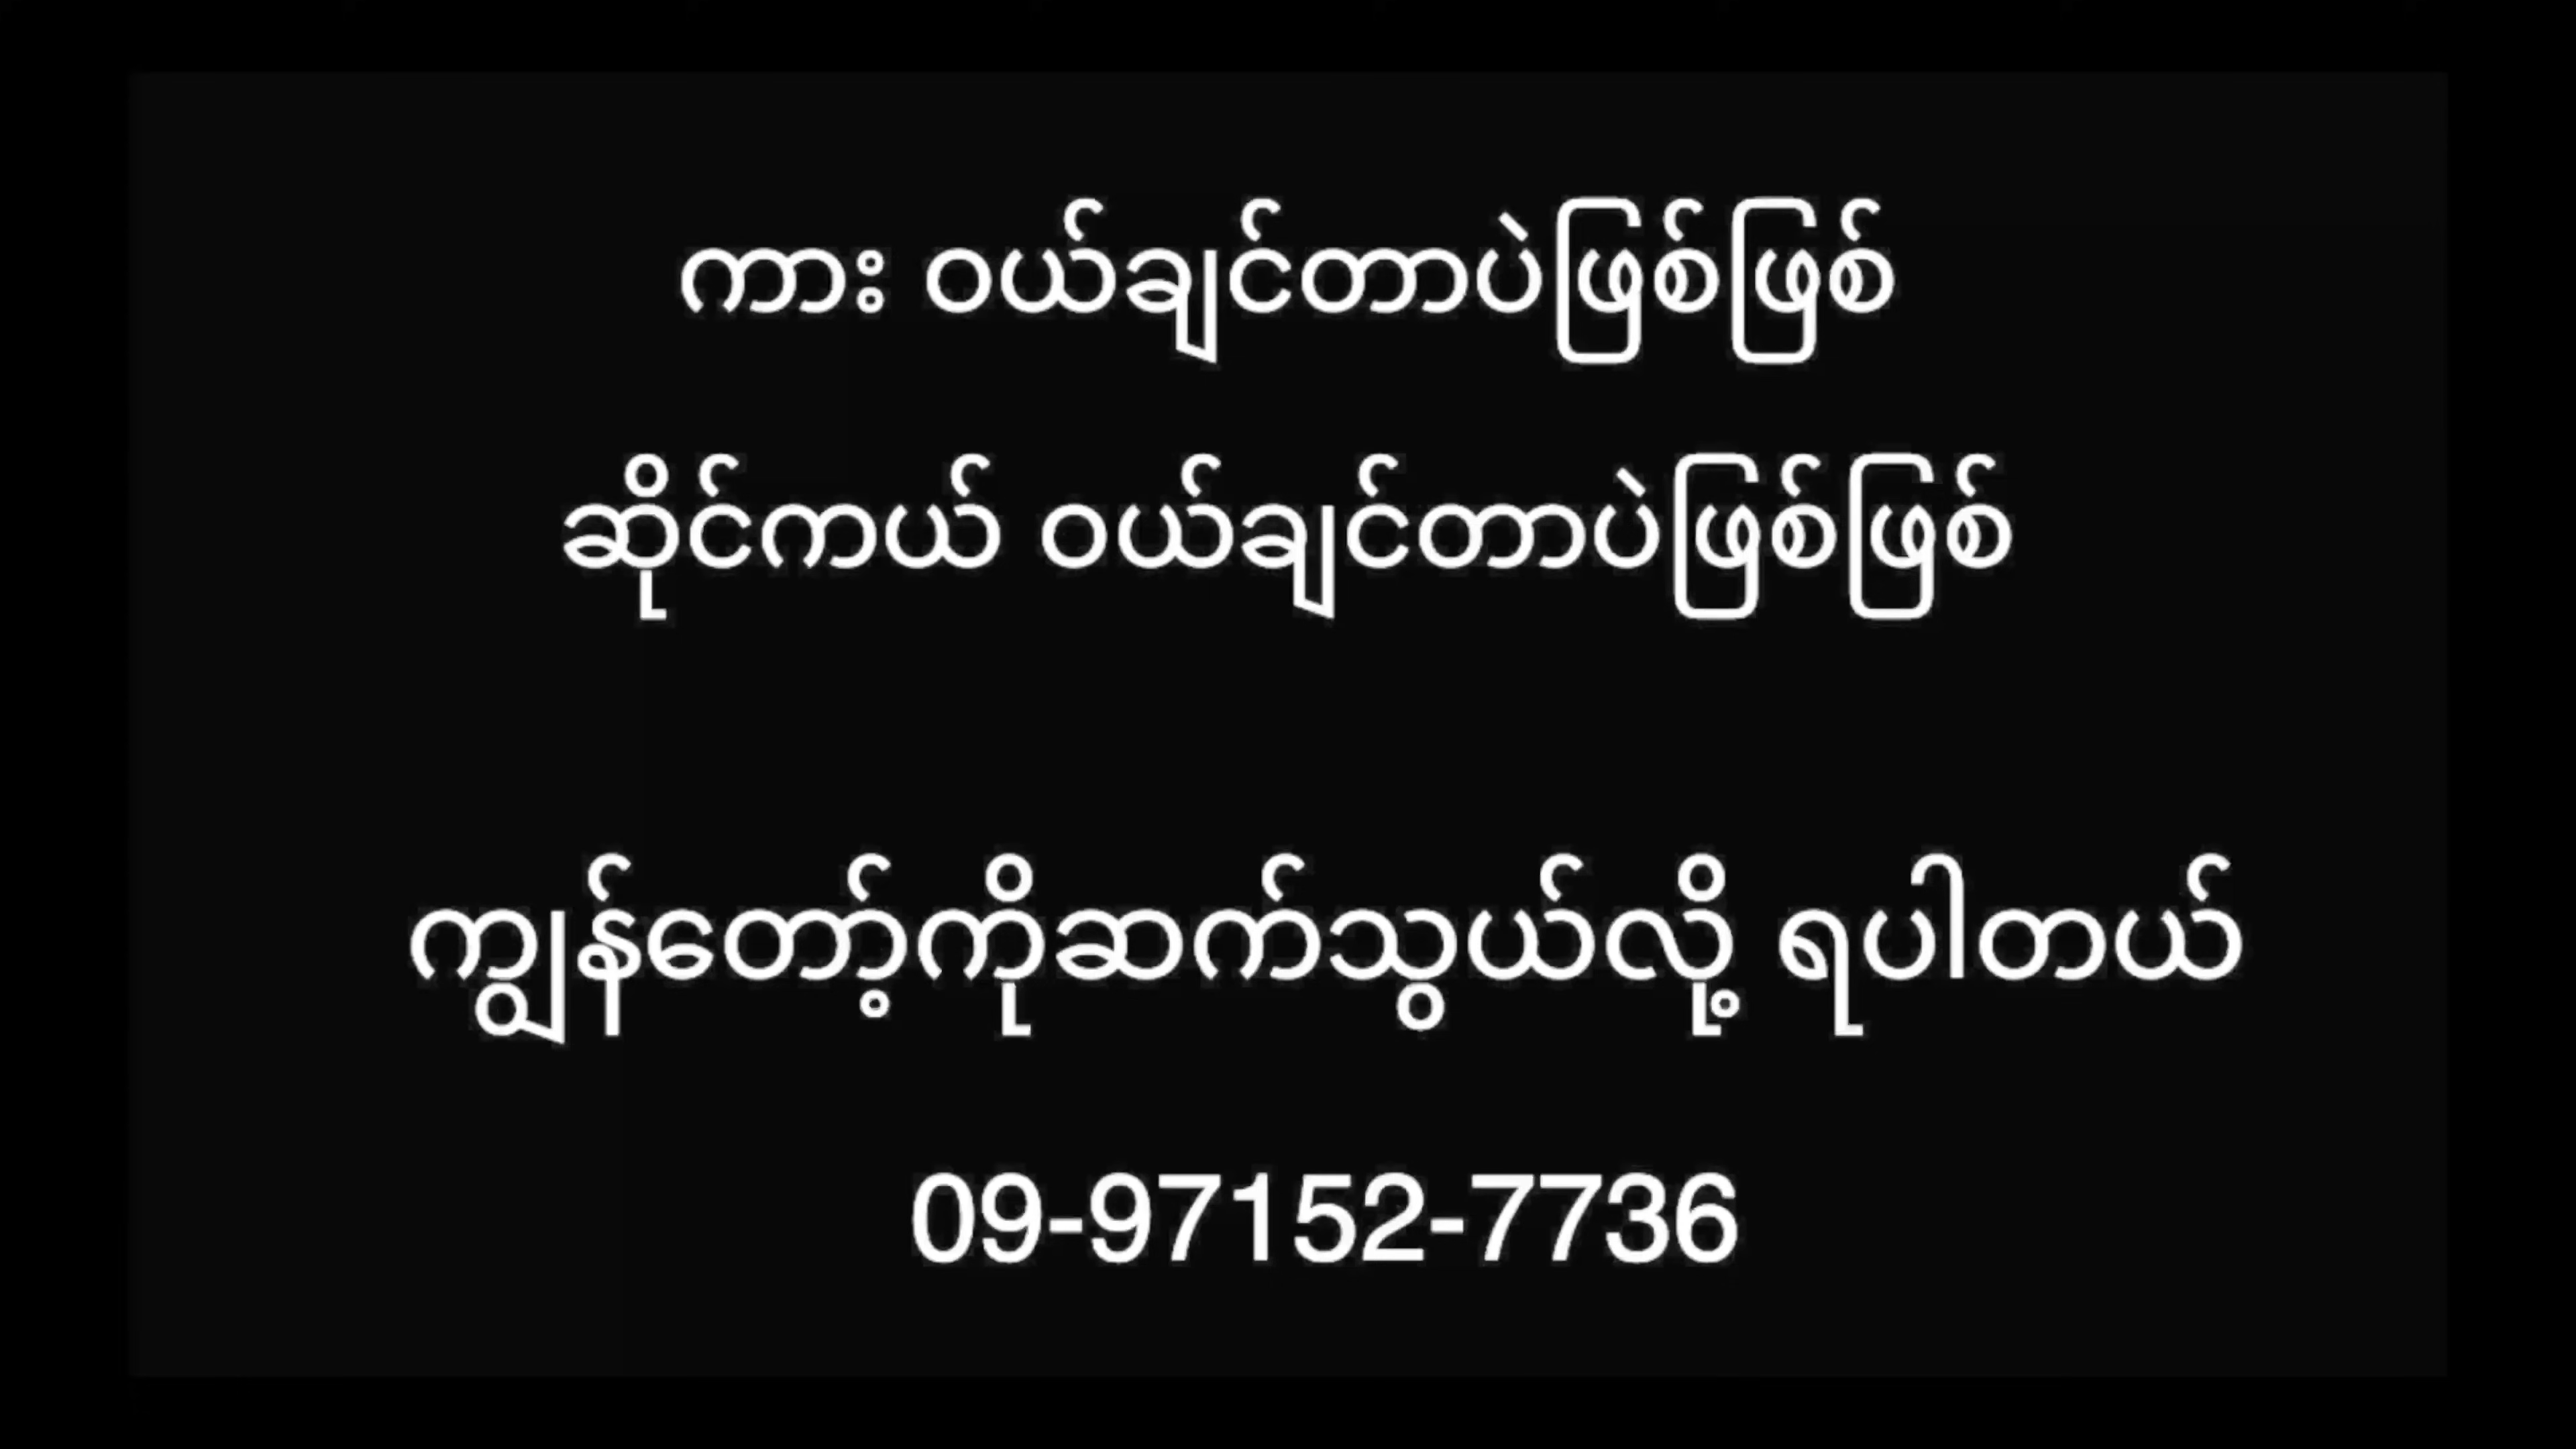 ကား ဝယ်ချင်တာပဲဖြစ်ဖြစ်
ဆိုင်ကယ် ဝယ်ချင်တာပဲဖြစ်ဖြစ်
ကျွန်တော့်ကိုဆက်သွယ်လို့ ရပါတယ်
09-97152-7736